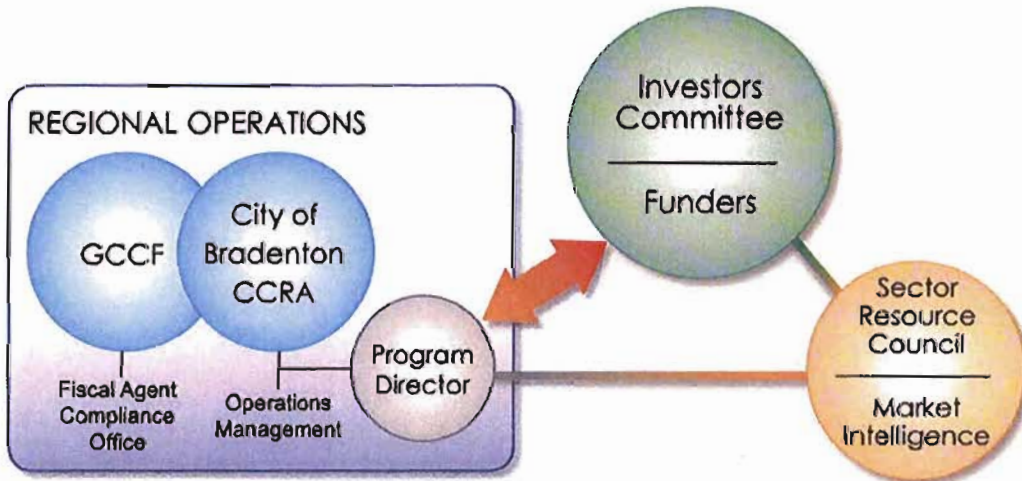 REGIONAL OPERATIONS
GCCF
City of
Bradenton
CCRA
Fiscal Agent
Compliance
Office
Operations
Management
Program
Director
Investors
Committee
Funders
Sector
Resource
Council
Market
Intelligence